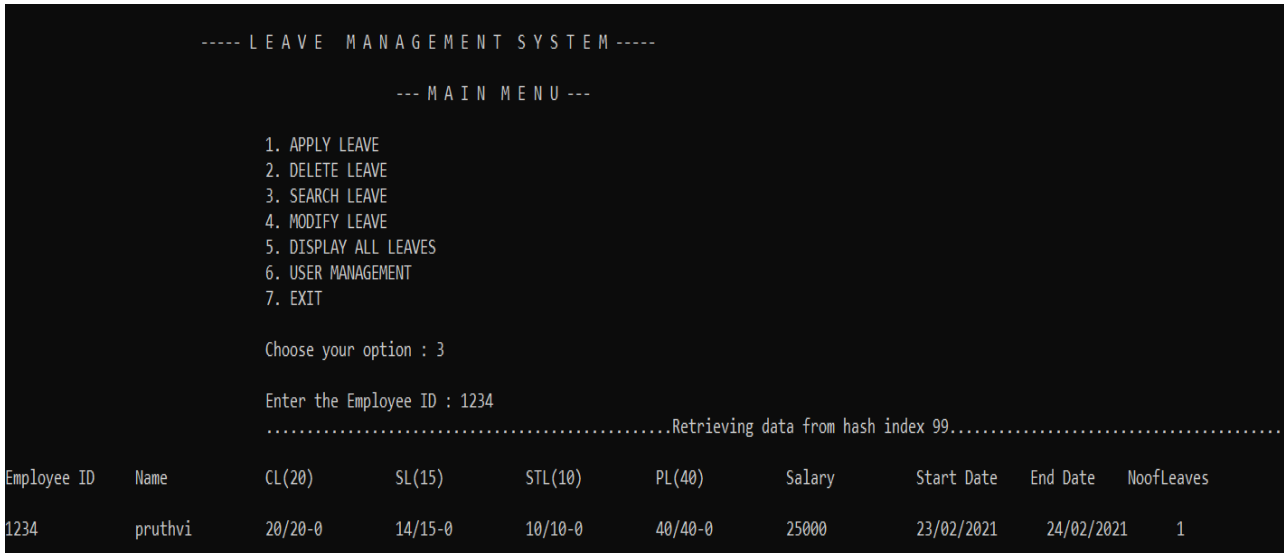 ----- L E A V E   M A N A G E M E N T  S Y S T E M -----
--- M A I N  M E N U ---
1. APPLY LEAVE
2. DELETE LEAVE
3. SEARCH LEAVE
4. MODIFY LEAVE
5. DISPLAY ALL LEAVES
6. USER MANAGEMENT
7. EXIT
Choose your option : 3
Enter the Employee ID : 1234
..................................................Retrieving data from hash index 99.........................................
Employee ID     Name     CL(20)     SL(15)     STL(10)     PL(40)     Salary     Start Date     End Date     NoofLeaves
1234     pruthvi     20/20-0     14/15-0     10/10-0     40/40-0     25000     23/02/2021     24/02/2021     1